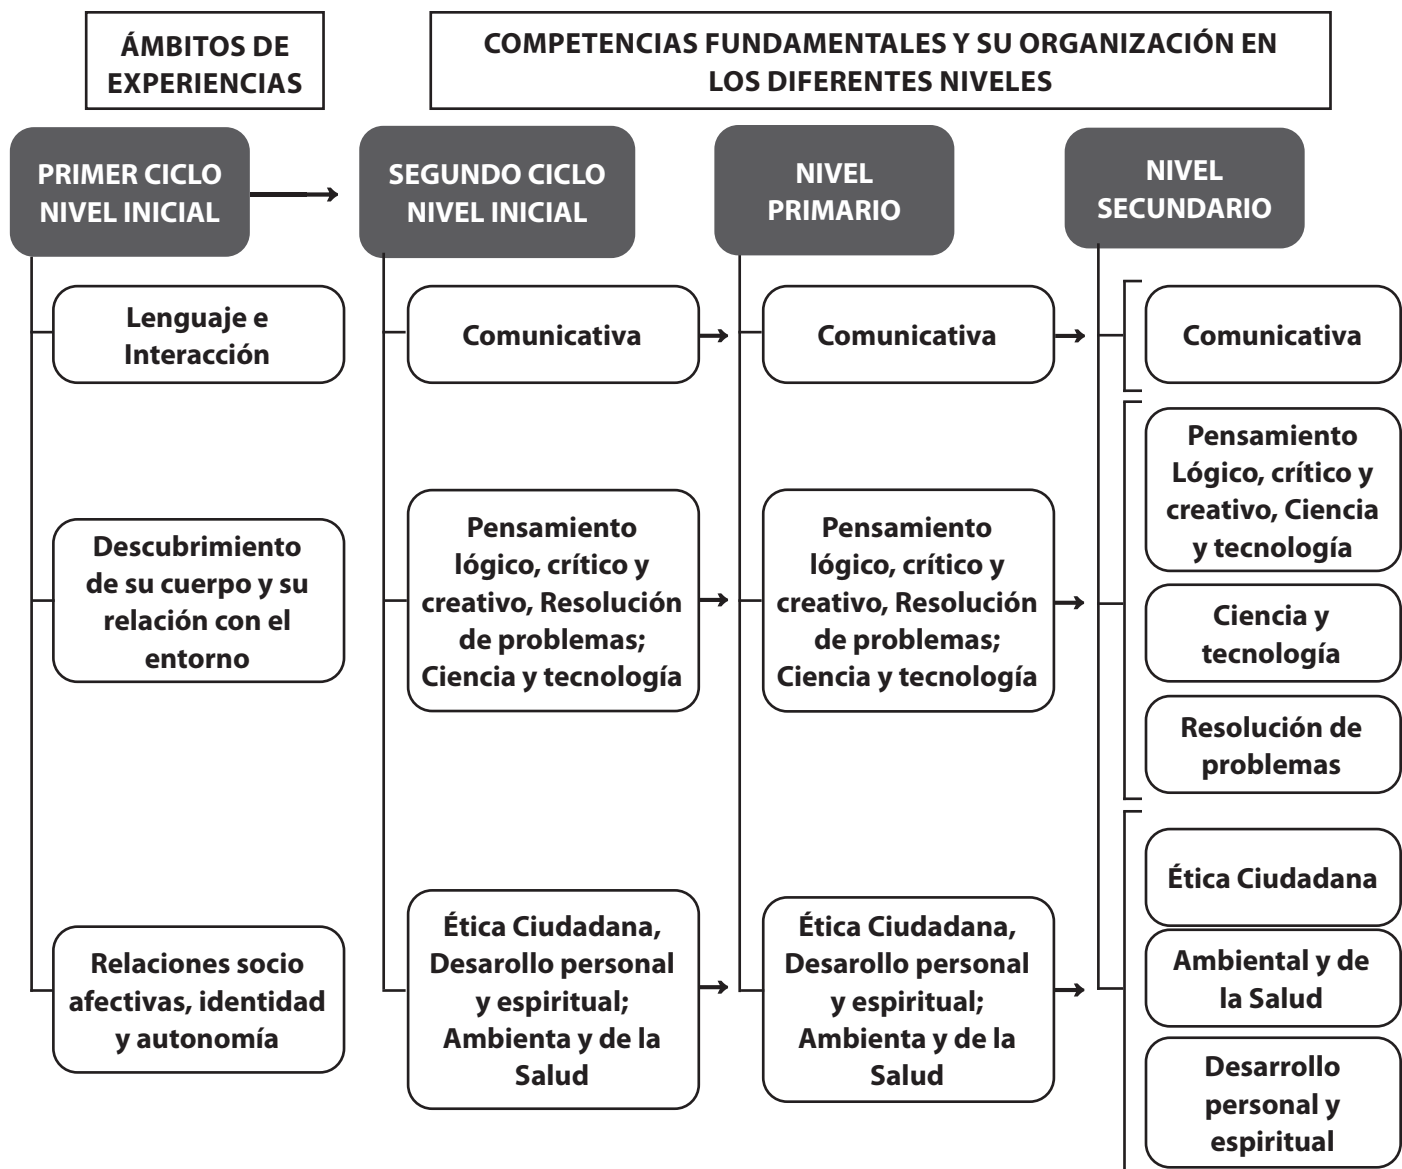 ÁMBITOS DE
EXPERIENCIAS
COMPETENCIAS FUNDAMENTALES Y SU ORGANIZACIÓN EN
LOS DIFERENTES NIVELES
PRIMER CICLO
NIVEL INICIAL
SEGUNDO CICLO
NIVEL INICIAL
NIVEL
PRIMARIO
NIVEL
SECUNDARIO
Lenguaje e
Interacción
Comunicativa
Comunicativa
Comunicativa
Descubrimiento
de su cuerpo y su
relación con el
entorno
Pensamiento
lógico, crítico y
creativo, Resolución
de problemas;
Ciencia y tecnología
Pensamiento
lógico, crítico y
creativo, Resolución
de problemas;
Ciencia y tecnología
Pensamiento
Lógico, crítico y
creativo, Ciencia
y tecnología
Ciencia y
tecnología
Resolución de
problemas
Relaciones socio
afectivas, identidad
y autonomía
Ética Ciudadana,
Desarollo personal
y espiritual;
Ambienta y de la
Salud
Ética Ciudadana,
Desarollo personal
y espiritual;
Ambienta y de la
Salud
Ética Ciudadana
Ambiental y de
la Salud
Desarrollo
personal y
espiritual